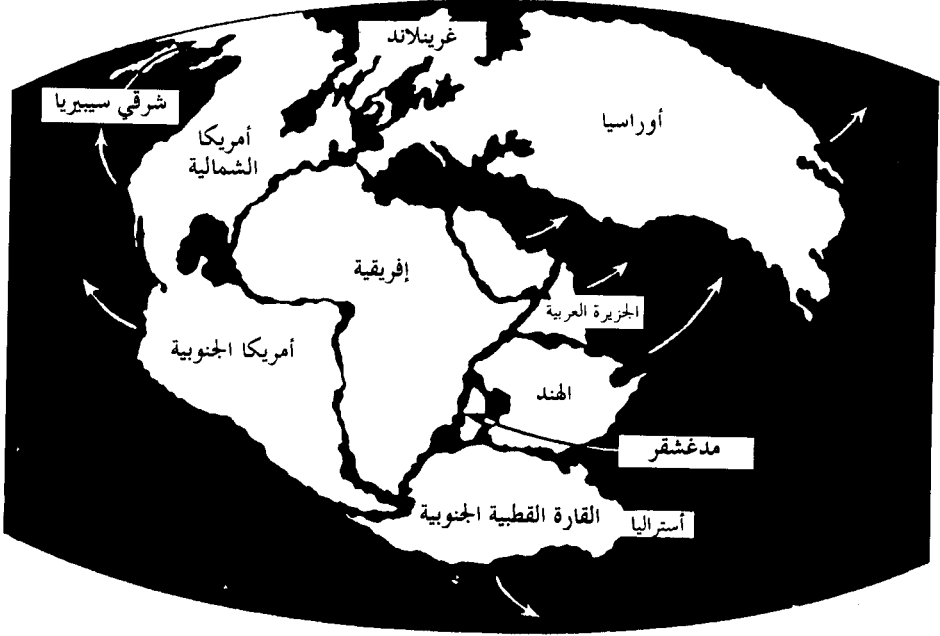 غرينلاند
شرقي سيبيريا
أوراسيا
أمريكا
الشمالية
إفريقية
الجزيرة العربية
أمريكا الجنوبية
الهند
مدغشقر
القارة القطبية الجنوبية
أستراليا